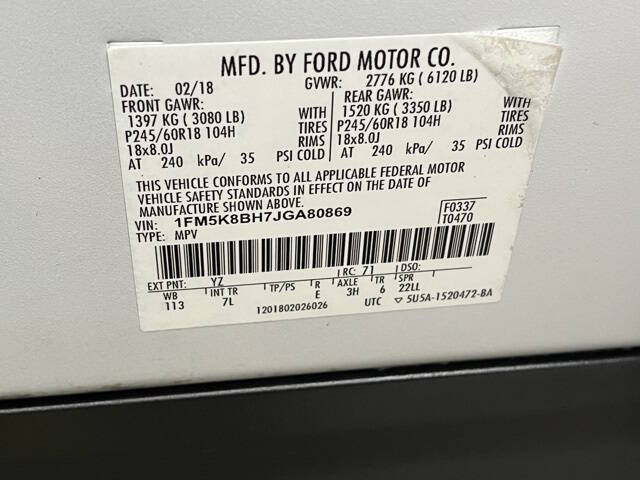 MFD. BY FORD MOTOR CO.
DATE: 02/18 GVWR: 2776 KG ( 6120 LB)
FRONT GAWR: REAR GAWR:
1397 KG ( 3080 LB) WITH 1520 KG ( 3350 LB) WITH
P245/60R18 104H TIRES P245/60R18 104H TIRES
18x8.0J RIMS 18x8.0J RIMS
AT 240 kPa/ 35 PSI COLD AT 240 kPa/ 35 PSI COLD
THIS VEHICLE CONFORMS TO ALL APPLICABLE FEDERAL MOTOR
VEHICLE SAFETY STANDARDS IN EFFECT ON THE DATE OF
MANUFACTURE SHOWN ABOVE.
VIN: 1FM5K8BH7JGA80869 F0337
TYPE: MPV T0470
EXT PNT: YZ RC: 71 DSO:
WB INT TR TP/PS R AXLE TR SPR
113 7L E 3H 6 22LL
1201802026026 UTC ▽ 5U5A-1520472-BA